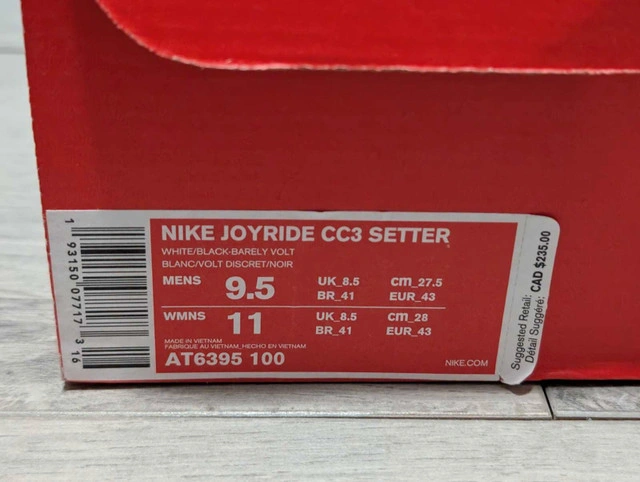 NIKE JOYRIDE CC3 SETTER
WHITE/BLACK-BARELY VOLT
BLANC/VOLT DISCRET/NOIR
MENS 9.5 UK_8.5 cm_27.5
BR_41 EUR_43
WMNS 11 UK_8.5 cm_28
BR_41 EUR_43
MADE IN VIETNAM
FABRIQUE AU VIETNAM_HECHO EN VIETNAM
AT6395 100 NIKE.COM
1 93150 07717 3 16
Suggested Retail:
Détail Suggéré: CAD $235.00